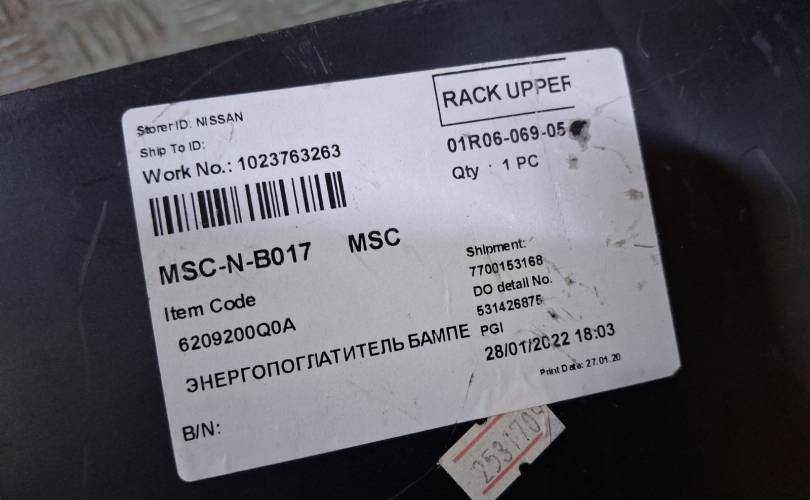 Storer ID: NISSAN
RACK UPPER
Ship To ID:
01R06-069-05
Work No.: 1023763263
Qty : 1 PC
MSC-N-B017 MSC
Shipment:
7700153168
Item Code
DO detail No.
6209200Q0A
531426875
ЭНЕРГОПОГЛАТИТЕЛЬ БАМПЕ
PGI
28/01/2022 18:03
Print Data: 27.01.20
B/N:
2531704